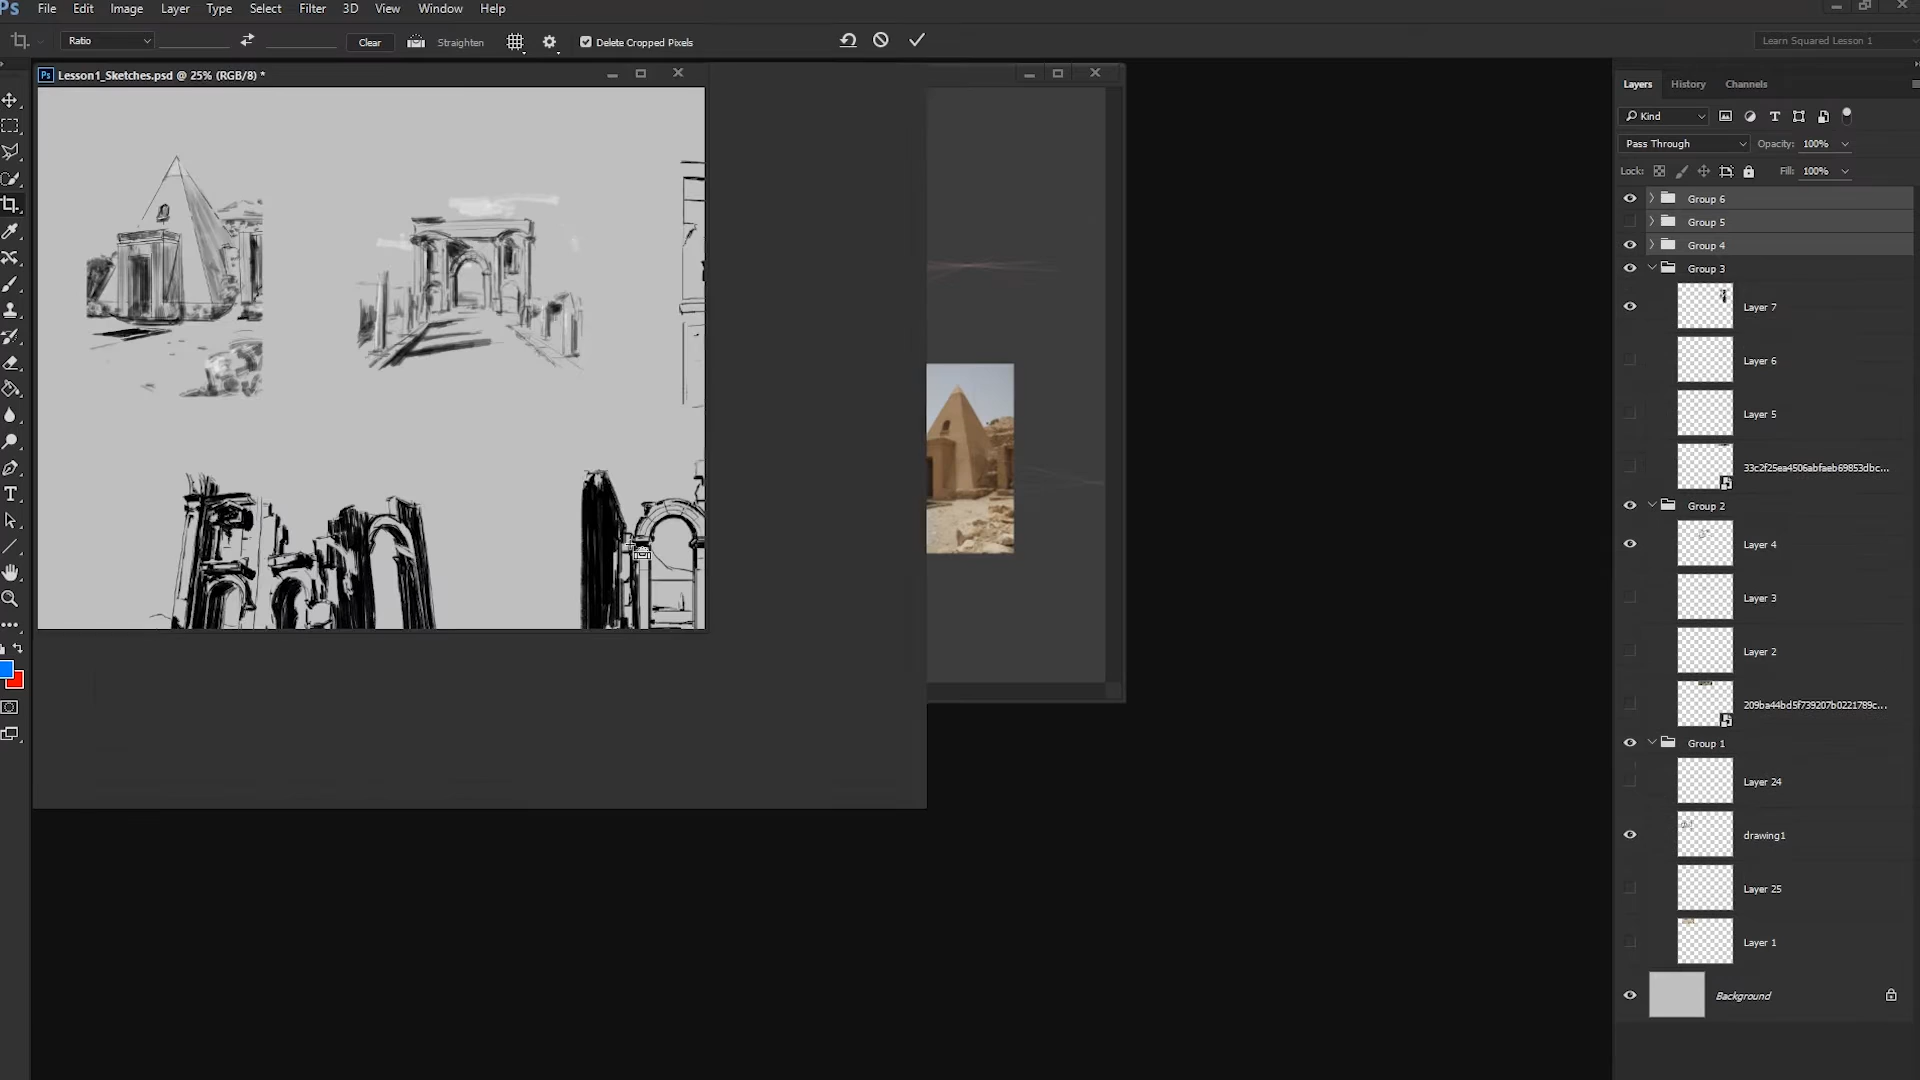 Ps File Edit Image Layer Type Select Filter 3D View Window Help
Ratio Clear Straighten Delete Cropped Pixels Learn Squared Lesson 1
Ps Lesson1_Sketches.psd @ 25% (RGB/8) *
Layers History Channels
Kind
Pass Through Opacity: 100%
Lock: Fill: 100%
Group 6
Group 5
Group 4
Group 3
Layer 7
Layer 6
Layer 5
33c2f25ea4506abfaeb69853dbc...
Group 2
Layer 4
Layer 3
Layer 2
209ba44bd5f739207b0221789c...
Group 1
Layer 24
drawing1
Layer 25
Layer 1
Background